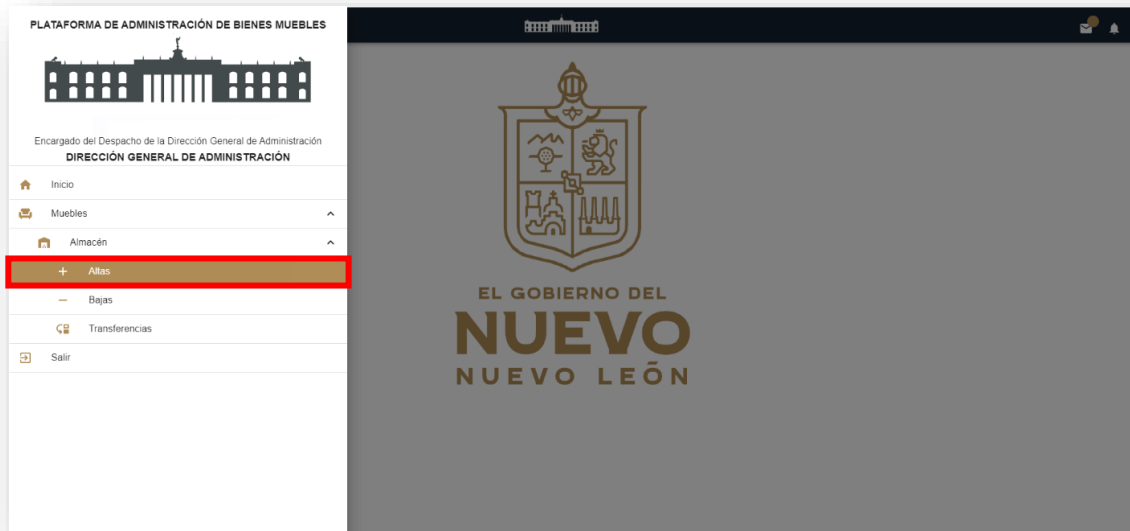 PLATAFORMA DE ADMINISTRACIÓN DE BIENES MUEBLES
Encargado del Despacho de la Dirección General de Administración
DIRECCIÓN GENERAL DE ADMINISTRACIÓN
Inicio
Muebles
Almacén
Altas
Bajas
Transferencias
Salir
EL GOBIERNO DEL
NUEVO
NUEVO LEÓN